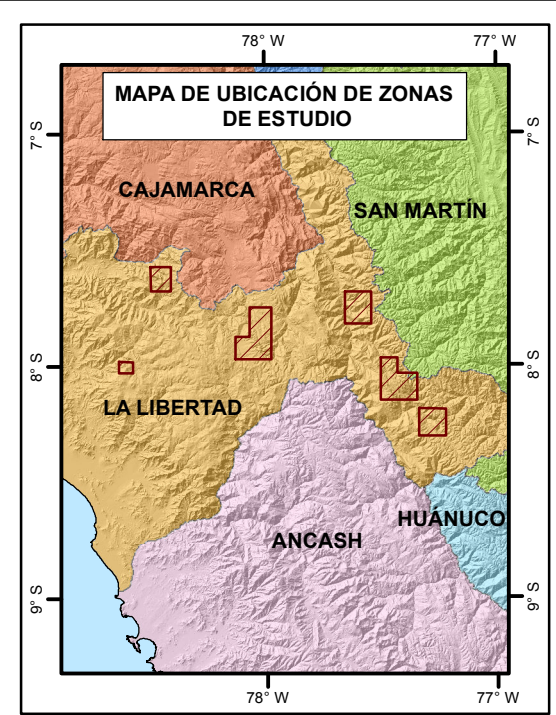 78° W
77° W
MAPA DE UBICACIÓN DE ZONAS
DE ESTUDIO
7° S
7° S
CAJAMARCA
SAN MARTÍN
8° S
8° S
LA LIBERTAD
HUÁNUCO
ANCASH
9° S
9° S
78° W
77° W